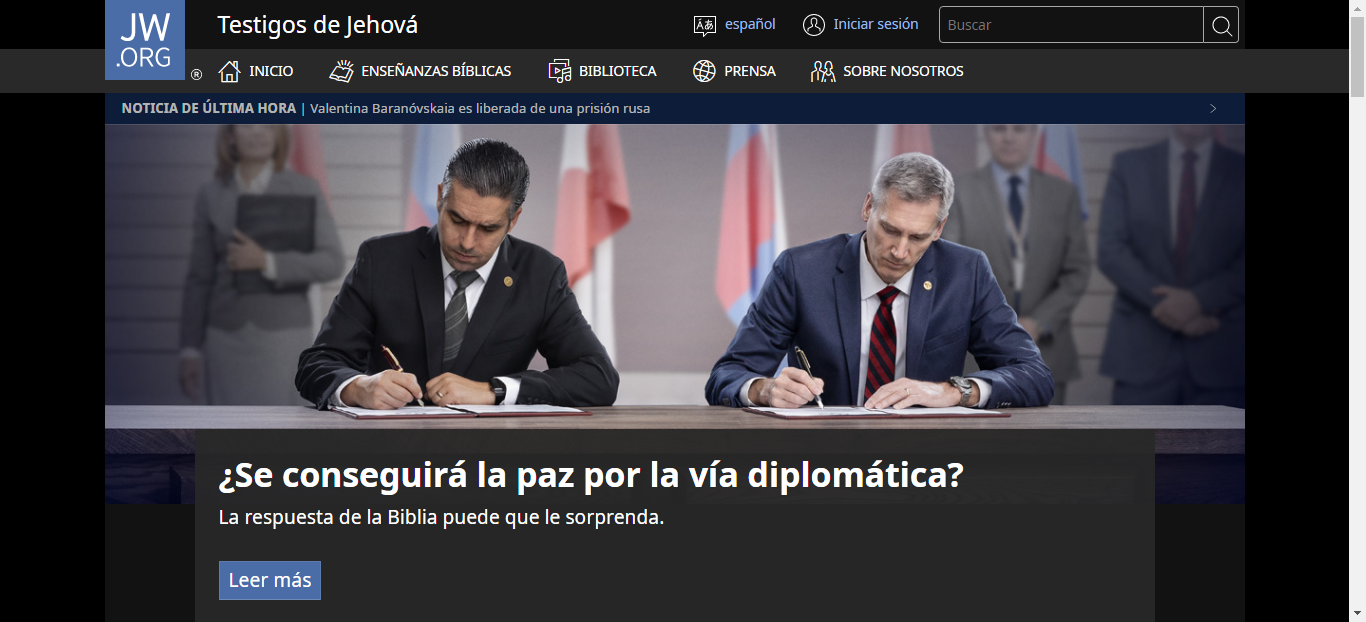 JW
.ORG
®
Testigos de Jehová
español
Iniciar sesión
Buscar
INICIO
ENSEÑANZAS BÍBLICAS
BIBLIOTECA
PRENSA
SOBRE NOSOTROS
NOTICIA DE ÚLTIMA HORA | Valentina Baranóvskaia es liberada de una prisión rusa
¿Se conseguirá la paz por la vía diplomática?
La respuesta de la Biblia puede que le sorprenda.
Leer más